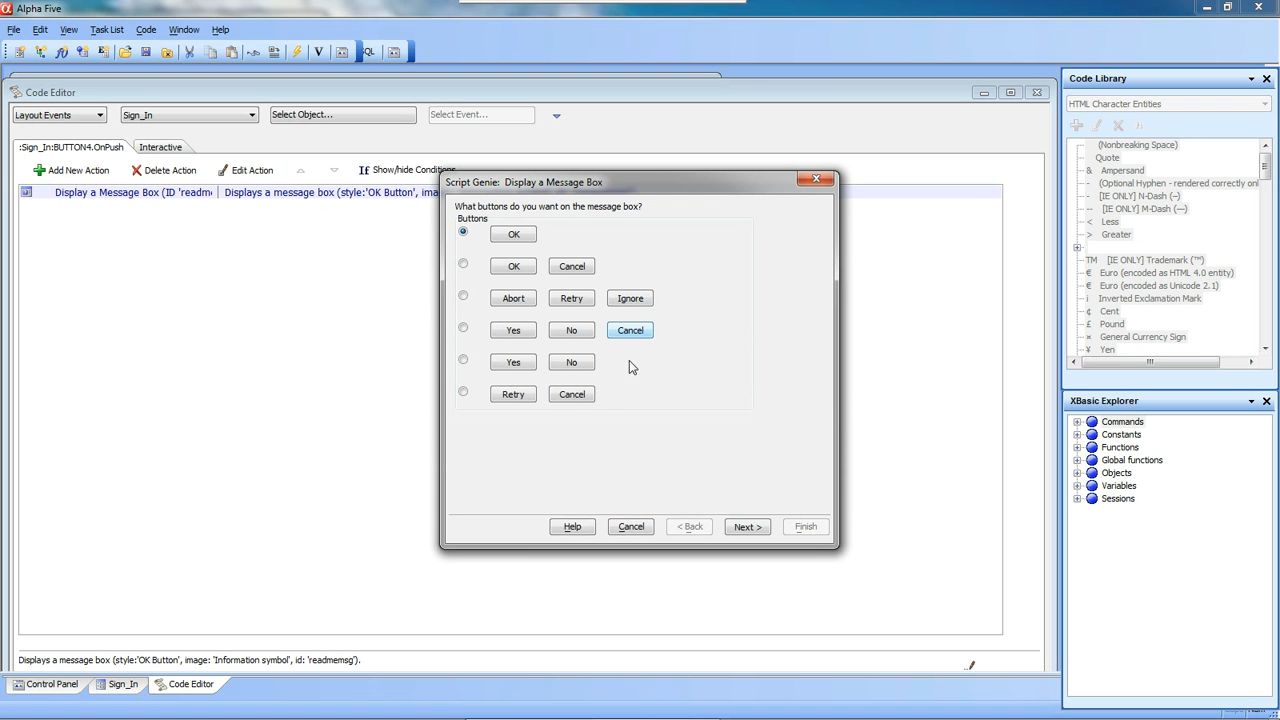 Alpha Five
File Edit View Task List Code Window Help
V QL
Code Editor
Layout Events Sign_In Select Object... Select Event...
:Sign_In:BUTTON4.OnPush Interactive
Add New Action Delete Action Edit Action If Show/hide Conditions
Display a Message Box (ID 'readm Displays a message box (style:'OK Button', ima
Script Genie: Display a Message Box
What buttons do you want on the message box?
Buttons
OK
OK Cancel
Abort Retry Ignore
Yes No Cancel
Yes No
Retry Cancel
Help Cancel < Back Next > Finish
Displays a message box (style:'OK Button', image: 'Information symbol', id: 'readmemsg').
Control Panel Sign_In Code Editor
Code Library
HTML Character Entities
(Nonbreaking Space)
Quote
& Ampersand
- (Optional Hyphen - rendered correctly onl
- [IE ONLY] N-Dash (–)
-- [IE ONLY] M-Dash (—)
< Less
> Greater
TM [IE ONLY] Trademark (™)
€ Euro (encoded as HTML 4.0 entity)
€ Euro (encoded as Unicode 2.1)
¡ Inverted Exclamation Mark
¢ Cent
£ Pound
¤ General Currency Sign
¥ Yen
XBasic Explorer
Commands
Constants
Functions
Global functions
Objects
Variables
Sessions